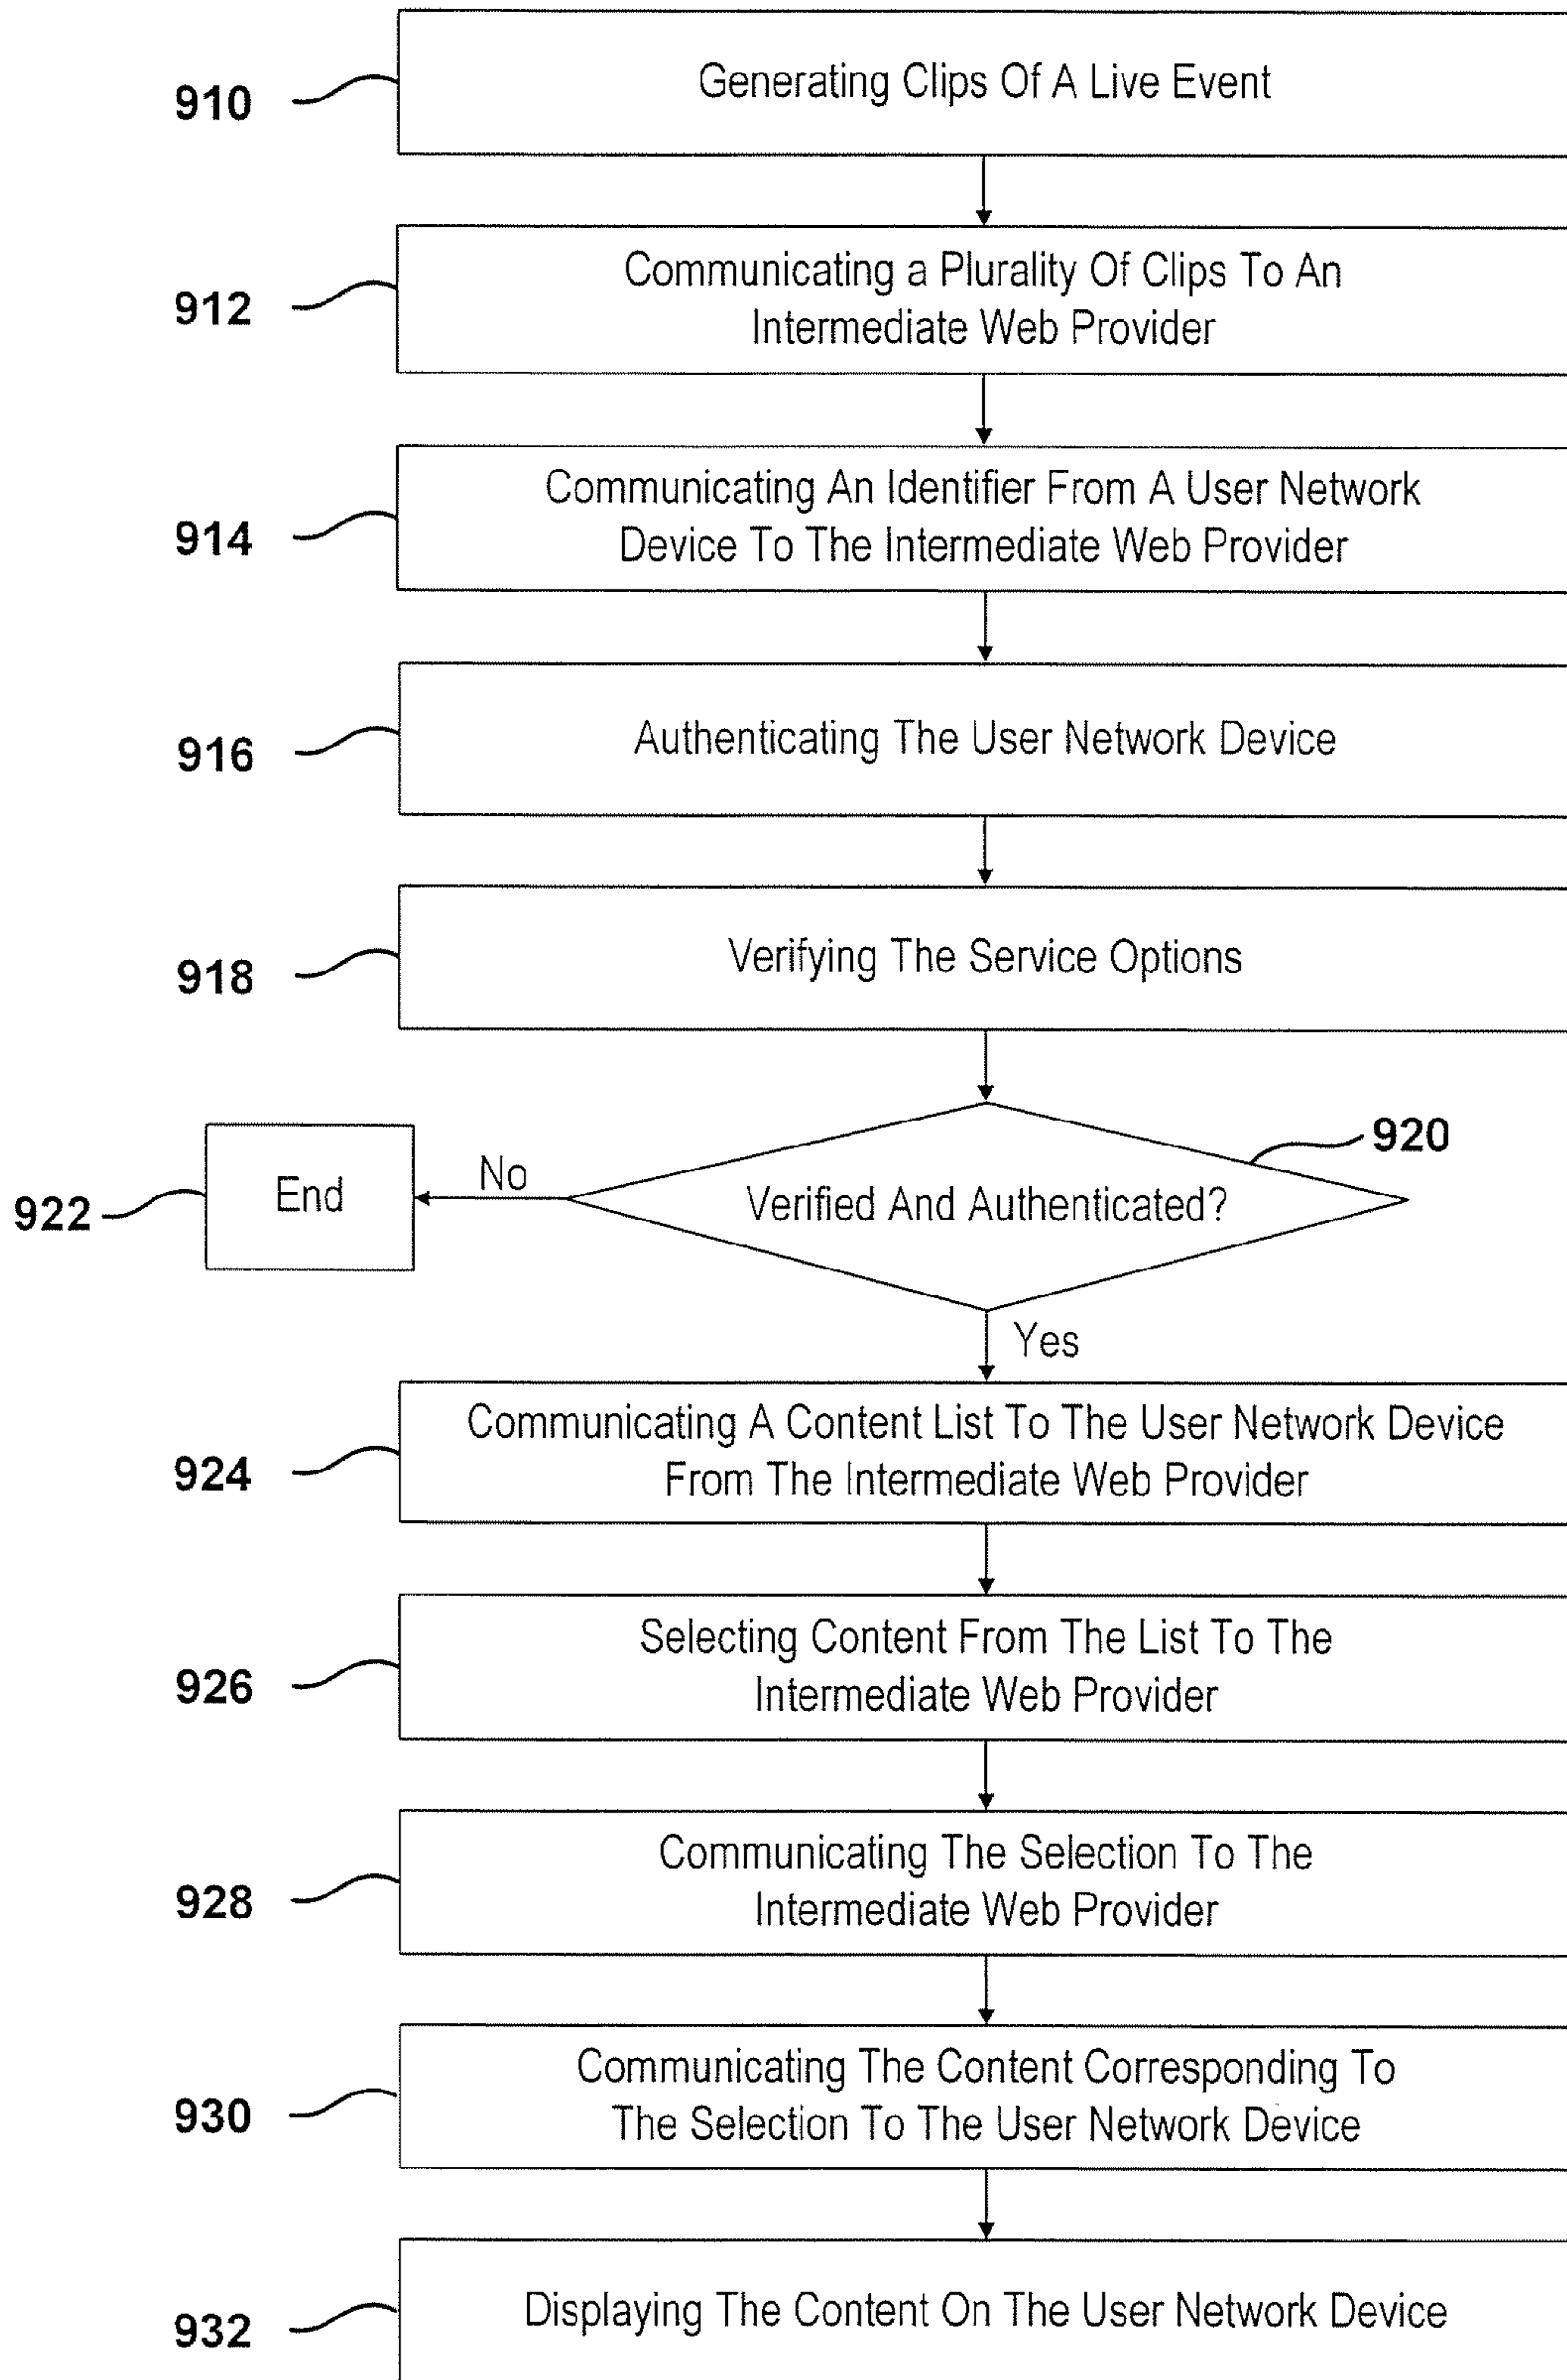 910
Generating Clips Of A Live Event
912
Communicating a Plurality Of Clips To An
Intermediate Web Provider
914
Communicating An Identifier From A User Network
Device To The Intermediate Web Provider
916
Authenticating The User Network Device
918
Verifying The Service Options
920
922
End
No
Verified And Authenticated?
Yes
924
Communicating A Content List To The User Network Device
From The Intermediate Web Provider
926
Selecting Content From The List To The
Intermediate Web Provider
928
Communicating The Selection To The
Intermediate Web Provider
930
Communicating The Content Corresponding To
The Selection To The User Network Device
932
Displaying The Content On The User Network Device